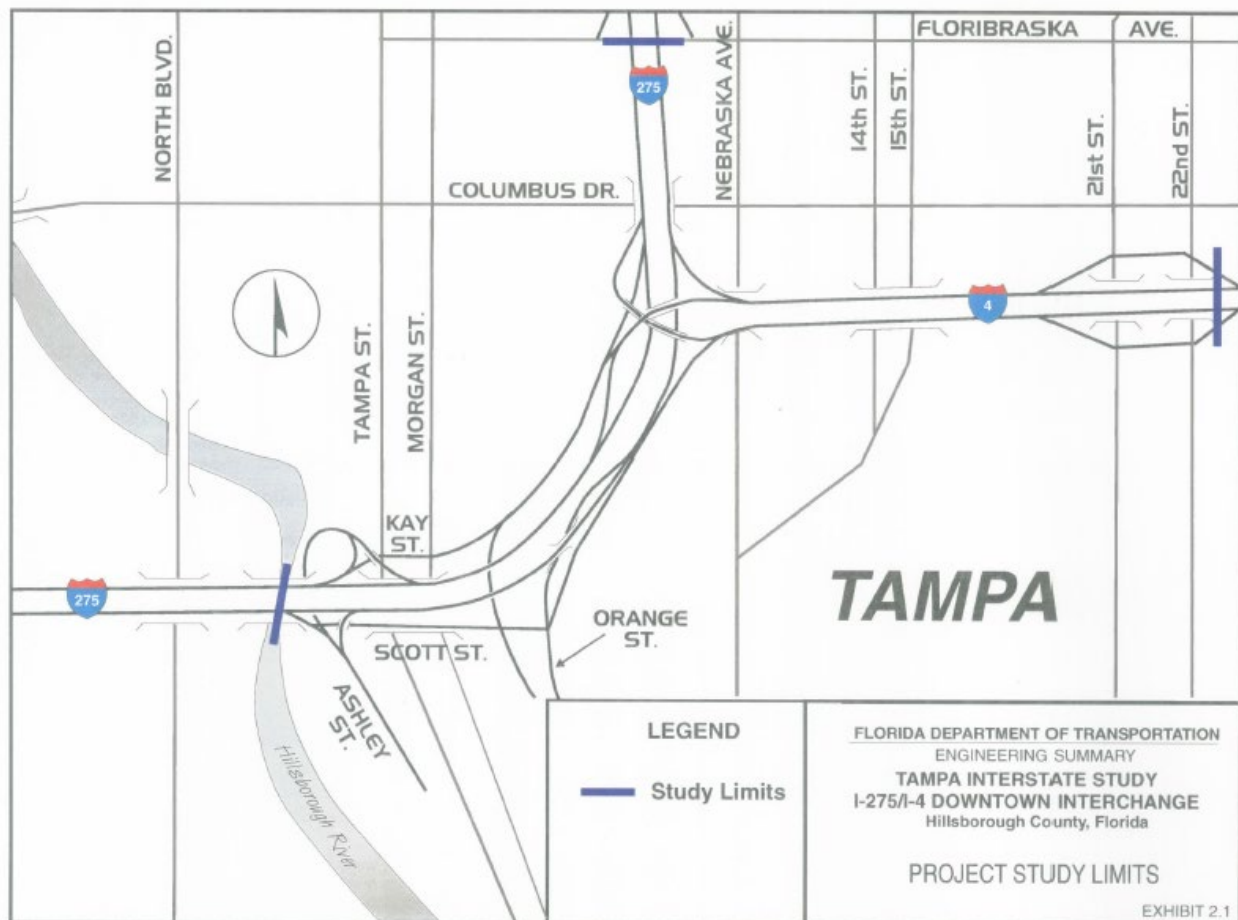 FLORIBRASKA AVE.
NORTH BLVD.
275
NEBRASKA AVE.
14th ST.
15th ST.
21st ST.
22nd ST.
COLUMBUS DR.
4
TAMPA ST.
MORGAN ST.
KAY
ST.
275
TAMPA
ORANGE
ST.
SCOTT ST.
ASHLEY
ST.
Hillsborough River
LEGEND
Study Limits
FLORIDA DEPARTMENT OF TRANSPORTATION
ENGINEERING SUMMARY
TAMPA INTERSTATE STUDY
I-275/I-4 DOWNTOWN INTERCHANGE
Hillsborough County, Florida
PROJECT STUDY LIMITS
EXHIBIT 2.1